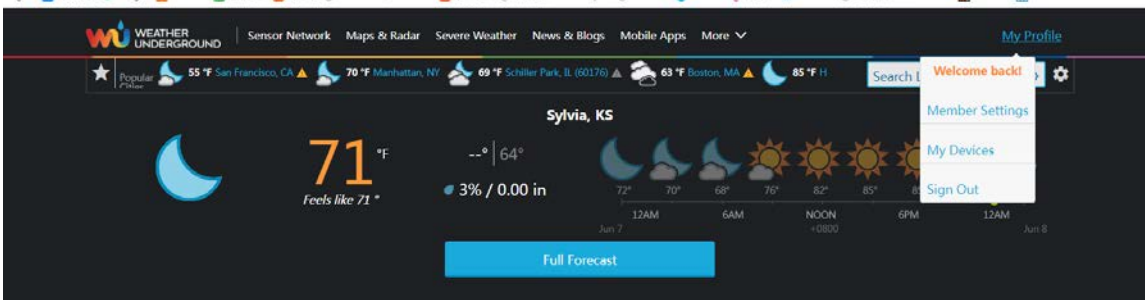 WEATHER
UNDERGROUND
Sensor Network Maps & Radar Severe Weather News & Blogs Mobile Apps More
My Profile
Popular
Cities
55 °F San Francisco, CA 70 °F Manhattan, NY 69 °F Schiller Park, IL (60176) 63 °F Boston, MA 85 °F H
Search L
Welcome back!
Member Settings
My Devices
Sign Out
Sylvia, KS
71 °F
Feels like 71 °
--° | 64°
3% / 0.00 in
72° 70° 68° 76° 82° 85°
12AM 6AM NOON 6PM 12AM
Jun 7 +0800 Jun 8
Full Forecast